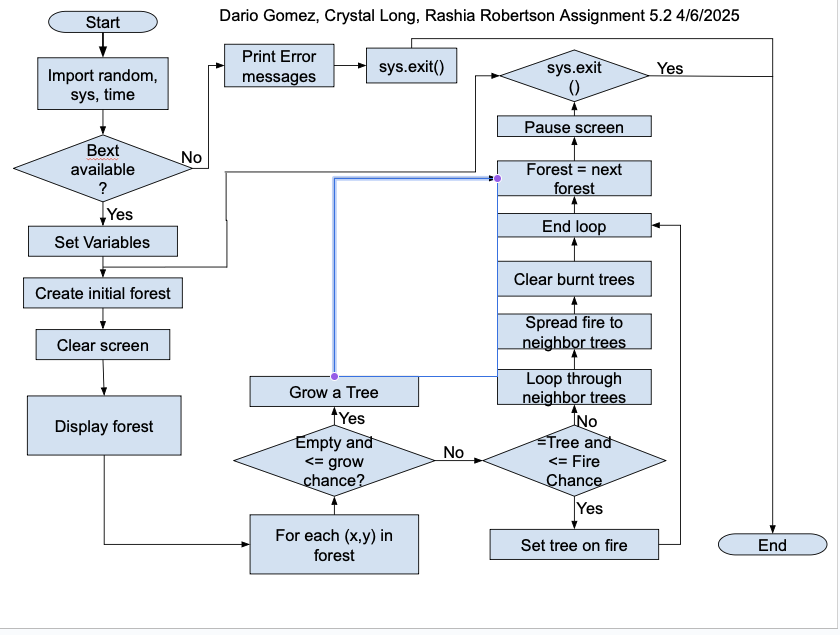 Dario Gomez, Crystal Long, Rashia Robertson Assignment 5.2 4/6/2025
Start
Import random,
sys, time
Bext
available
?
No
Yes
Print Error
messages
sys.exit()
Set Variables
Create initial forest
Clear screen
Display forest
For each (x,y) in
forest
Empty and
<= grow
chance?
Yes
No
Grow a Tree
=Tree and
<= Fire
Chance
No
Yes
Set tree on fire
Loop through
neighbor trees
Spread fire to
neighbor trees
Clear burnt trees
End loop
Forest = next
forest
Pause screen
sys.exit
()
Yes
End